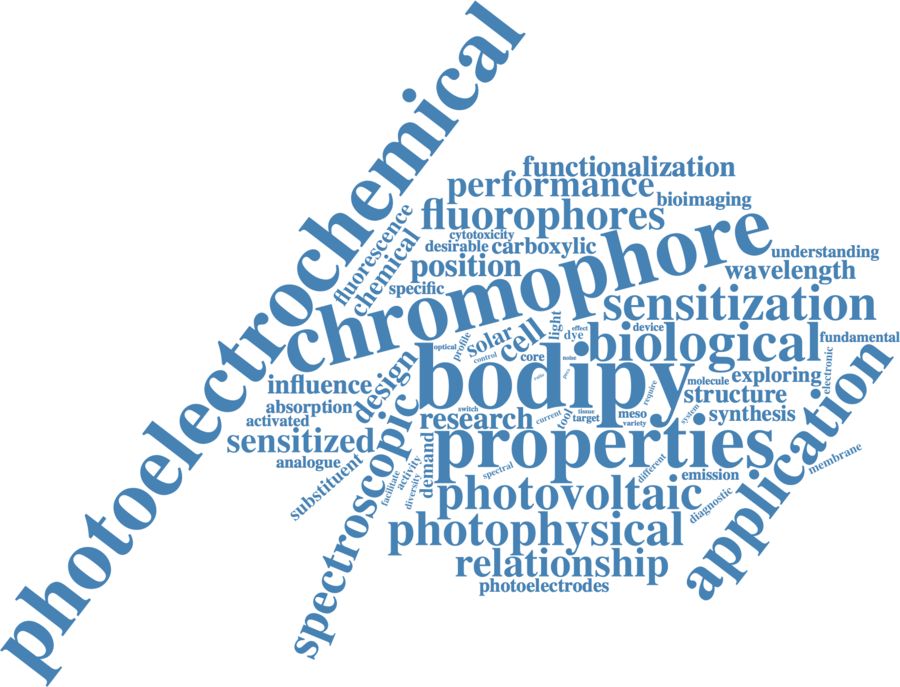 photoelectrochemical
functionalization
performance
bioimaging
fluorophores
fluorescence
chemical
cytotoxicity
desirable
carboxylic
chromophore
understanding
position
wavelength
specific
sensitization
light
effect
dye
device
biological
fundamental
optical
profile
solar
cell
control
core
noise
bodipy
ratio
pass
require
molecule
exploring
electronic
influence
design
structure
absorption
activated
switch
research
current
tool
tissue
target
meso
variety
system
synthesis
application
sensitized
properties
analogue
substituent
spectroscopic
facilitate
activity
diversity
demand
spectral
different
emission
membrane
photovoltaic
diagnostic
photophysical
relationship
photoelectrodes